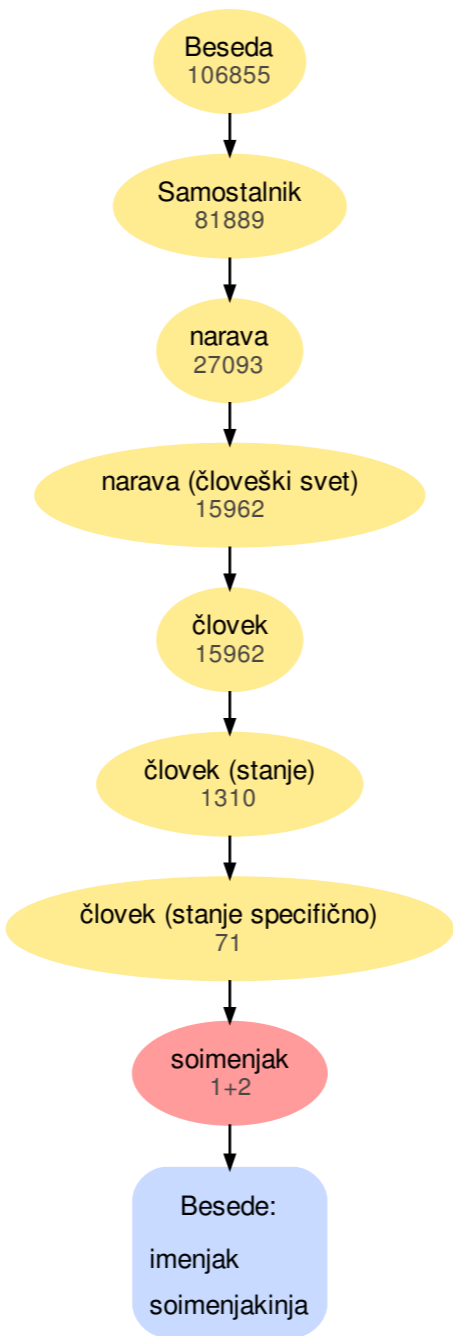 Beseda
106855
Samostalnik
81889
narava
27093
narava (človeški svet)
15962
človek
15962
človek (stanje)
1310
človek (stanje specifično)
71
soimenjak
1+2
Besede:
imenjak
soimenjakinja